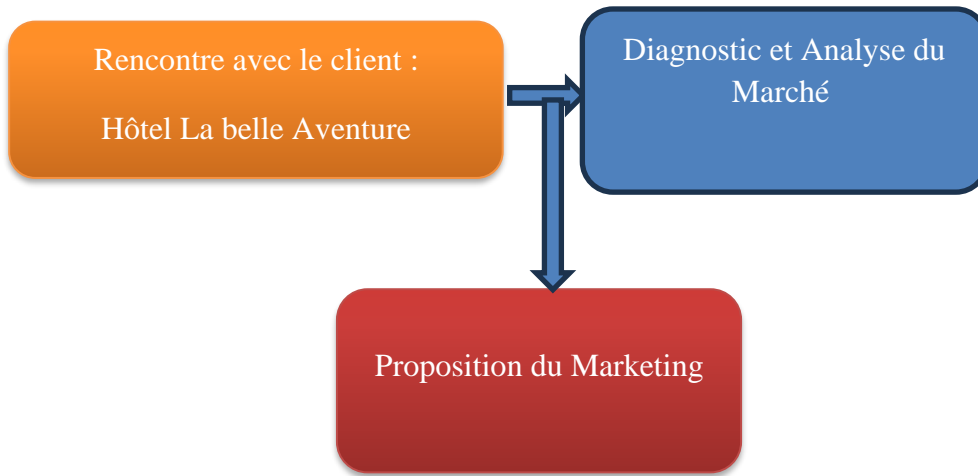 Rencontre avec le client :
Hôtel La belle Aventure
Diagnostic et Analyse du
Marché
Proposition du Marketing